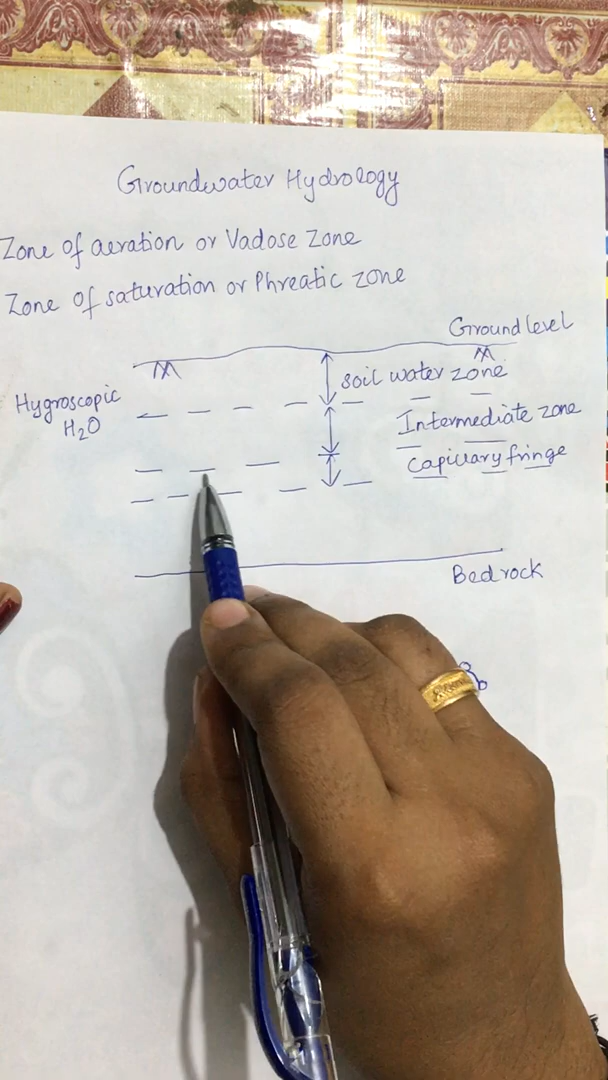 Groundwater Hydrology
Zone of aeration or Vadose Zone
Zone of saturation or Phreatic zone
Ground level
soil water zone
Hygroscopic
H2O
Intermediate zone
Capillary fringe
Bedrock